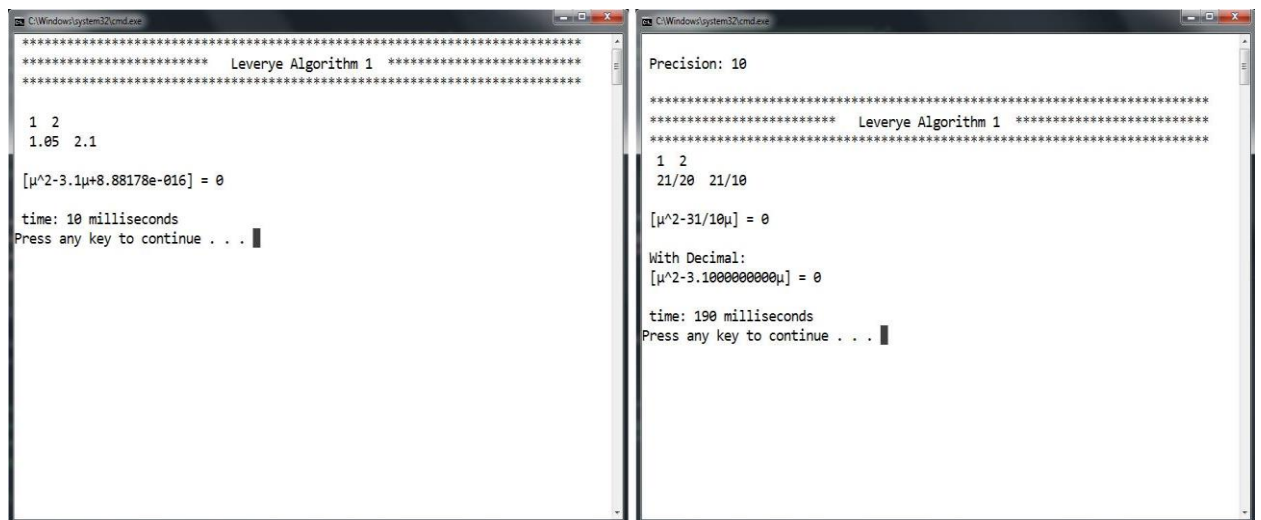 C:\Windows\system32\cmd.exe
***************************************************************************
************************* Leverye Algorithm 1 **************************
***************************************************************************
1 2
1.05 2.1
[µ^2-3.1µ+8.88178e-016] = 0
time: 10 milliseconds
Press any key to continue . . .
C:\Windows\system32\cmd.exe
Precision: 10
***************************************************************************
************************* Leverye Algorithm 1 **************************
***************************************************************************
1 2
21/20 21/10
[µ^2-31/10µ] = 0
With Decimal:
[µ^2-3.1000000000µ] = 0
time: 190 milliseconds
Press any key to continue . . .